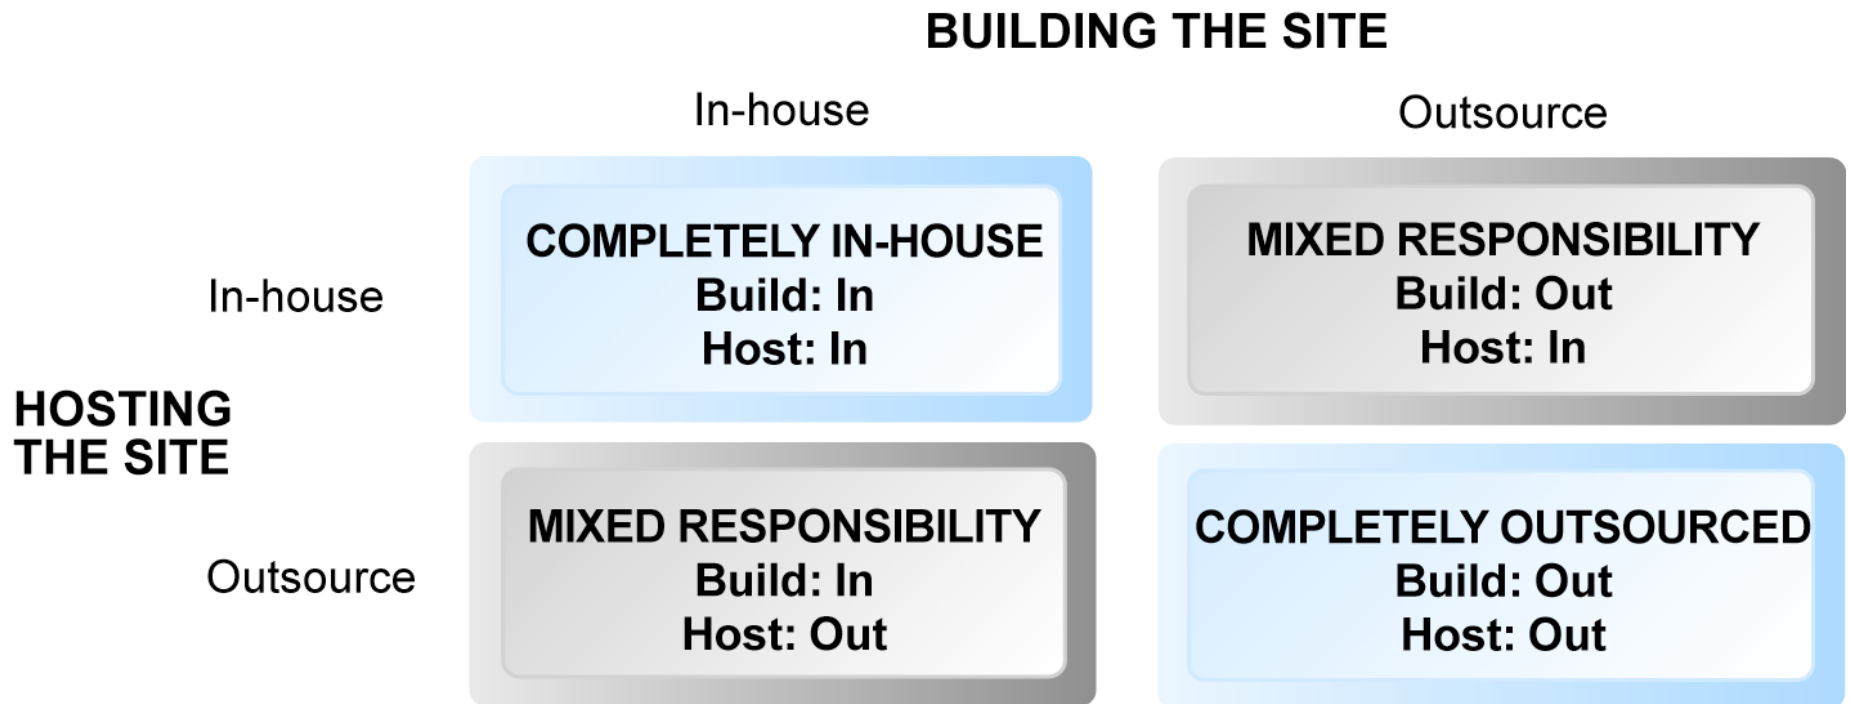 BUILDING THE SITE
In-house
Outsource
COMPLETELY IN-HOUSE
Build: In
Host: In
MIXED RESPONSIBILITY
Build: Out
Host: In
In-house
HOSTING
THE SITE
Outsource
MIXED RESPONSIBILITY
Build: In
Host: Out
COMPLETELY OUTSOURCED
Build: Out
Host: Out